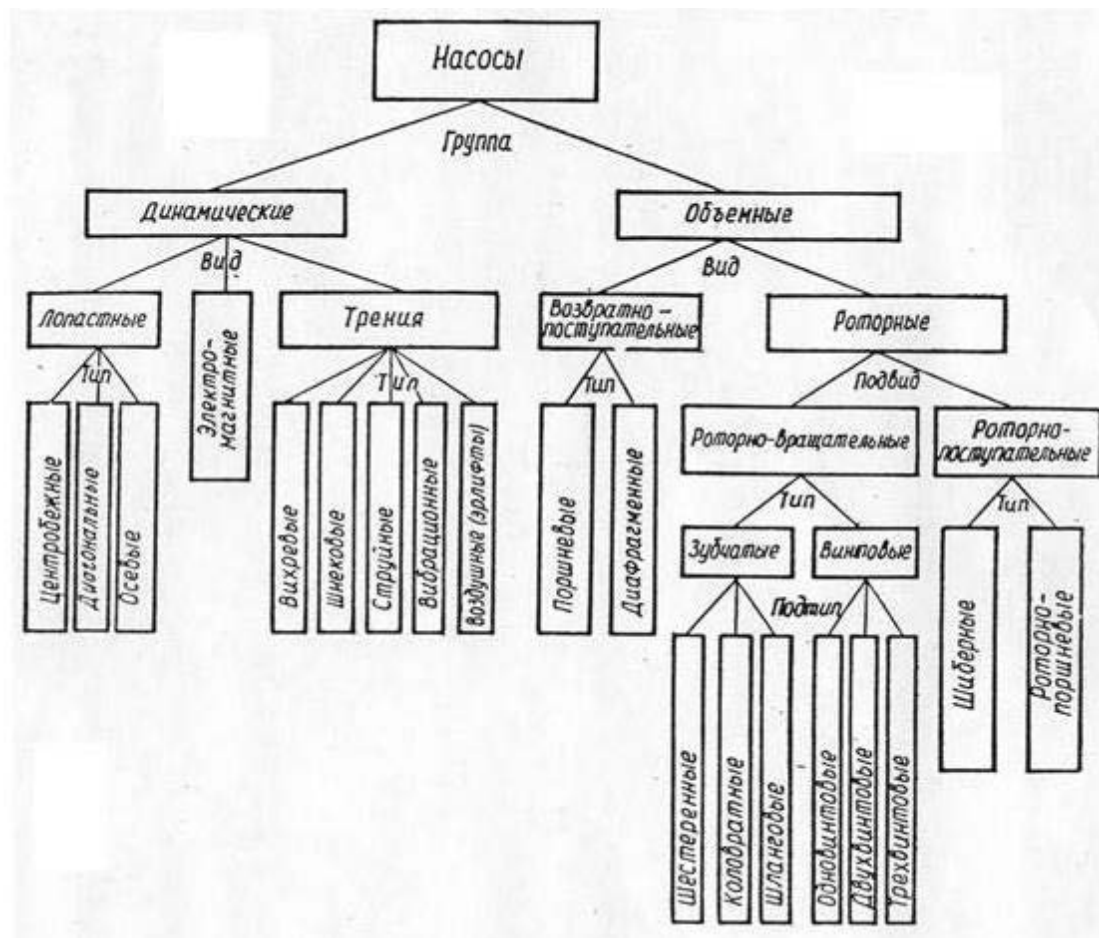 Насосы
Группа
Динамические
Объемные
Вид
Вид
Лопастные
Электро-
магнитные
Трения
Возвратно-
поступательные
Роторные
Тип
Тип
Тип
Подвид
Центробежные
Диагональные
Осевые
Вихревые
Шнековые
Струйные
Вибрационные
Воздушные (эрлифты)
Поршневые
Диафрагменные
Роторно-вращательные
Роторно-
поступательные
Тип
Тип
Зубчатые
Винтовые
Подтип
Шестеренные
Коловратные
Шланговые
Одновинтовые
Двухвинтовые
Трехвинтовые
Шиберные
Роторно-
поршневые